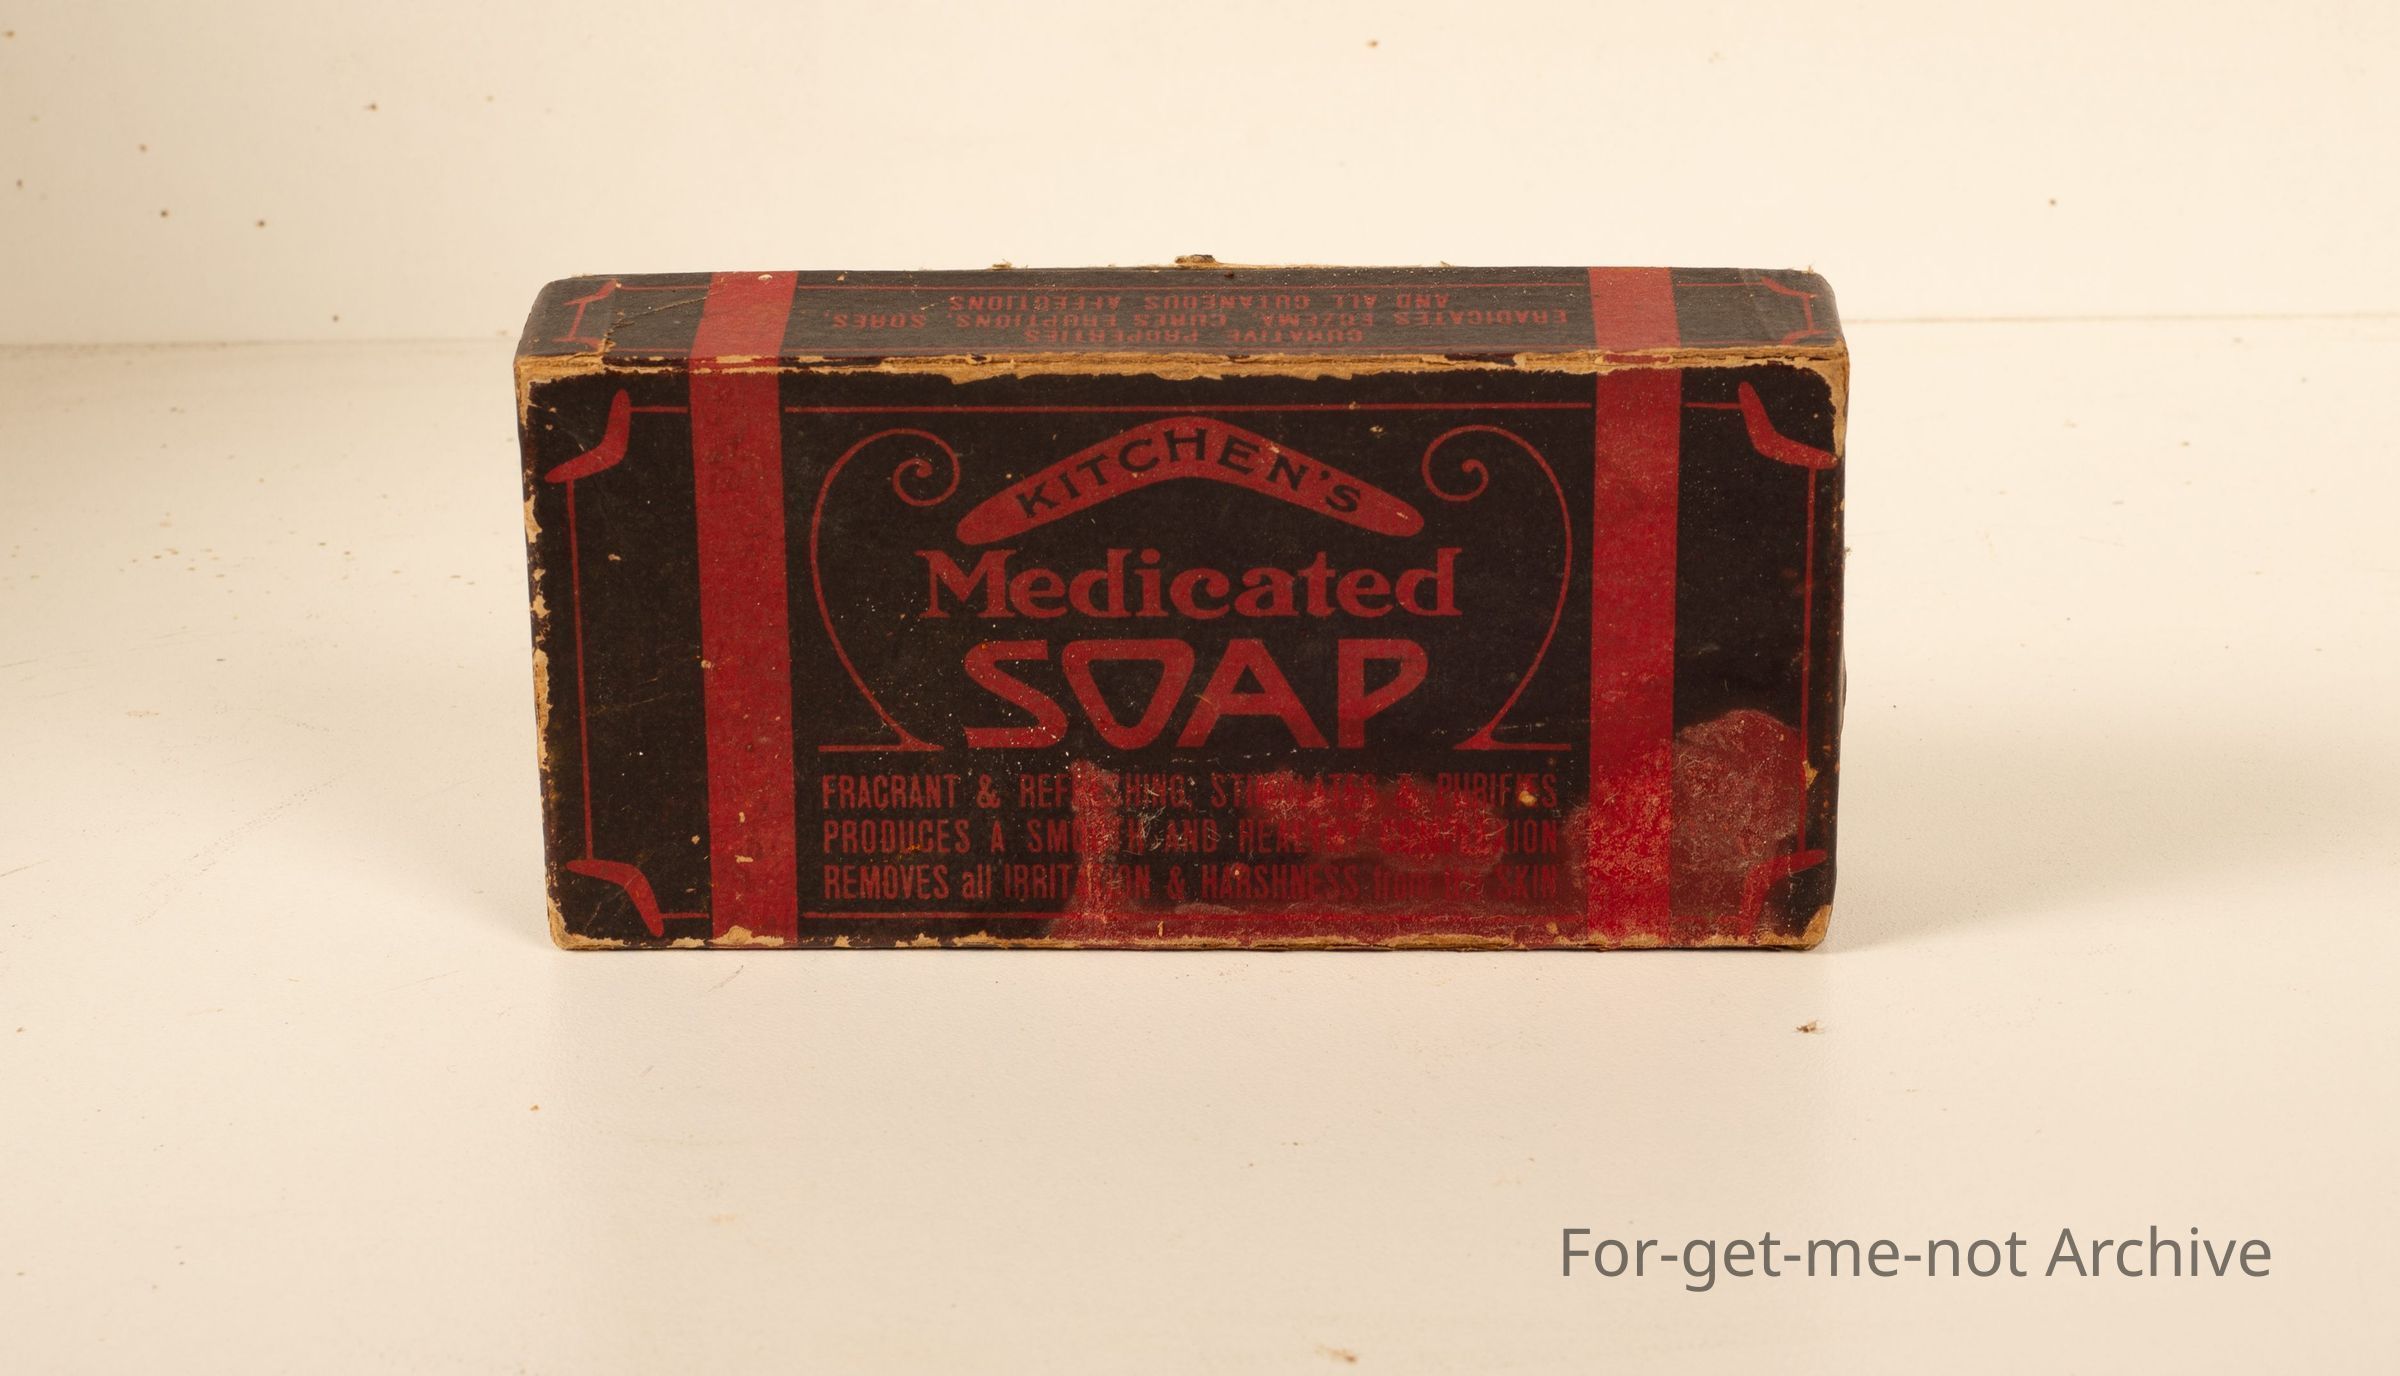 CURATIVE PROPERTIES
ERADICATES ECZEMA, CURES ERUPTIONS, SORES,
AND ALL CUTANEOUS AFFECTIONS
KITCHEN'S
Medicated
SOAP
FRAGRANT & REFRESHING, STIMULATES & PURIFIES
PRODUCES A SMOOTH AND HEALTHY COMPLEXION
REMOVES all IRRITATION & HARSHNESS from the SKIN
For-get-me-not Archive